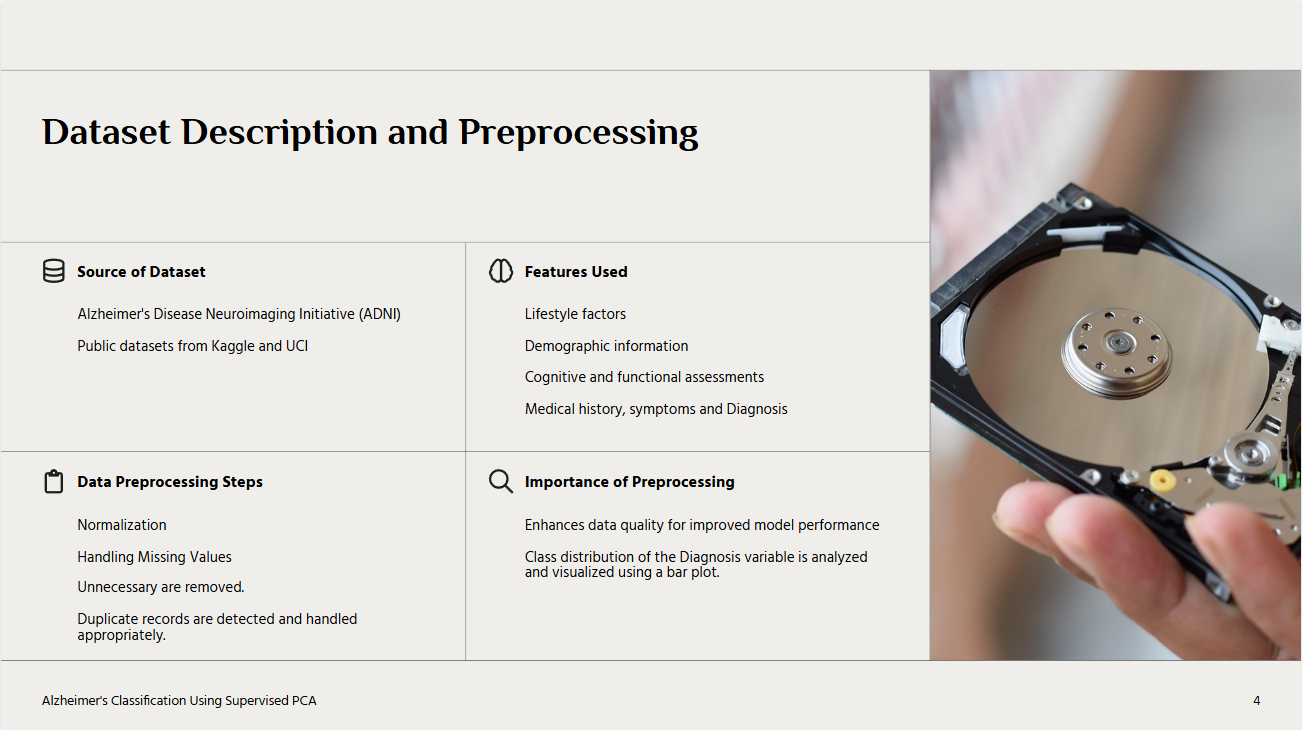 Dataset Description and Preprocessing
Source of Dataset
Alzheimer's Disease Neuroimaging Initiative (ADNI)
Public datasets from Kaggle and UCI
Features Used
Lifestyle factors
Demographic information
Cognitive and functional assessments
Medical history, symptoms and Diagnosis
Data Preprocessing Steps
Normalization
Handling Missing Values
Unnecessary are removed.
Duplicate records are detected and handled
appropriately.
Importance of Preprocessing
Enhances data quality for improved model performance
Class distribution of the Diagnosis variable is analyzed
and visualized using a bar plot.
Alzheimer's Classification Using Supervised PCA
4